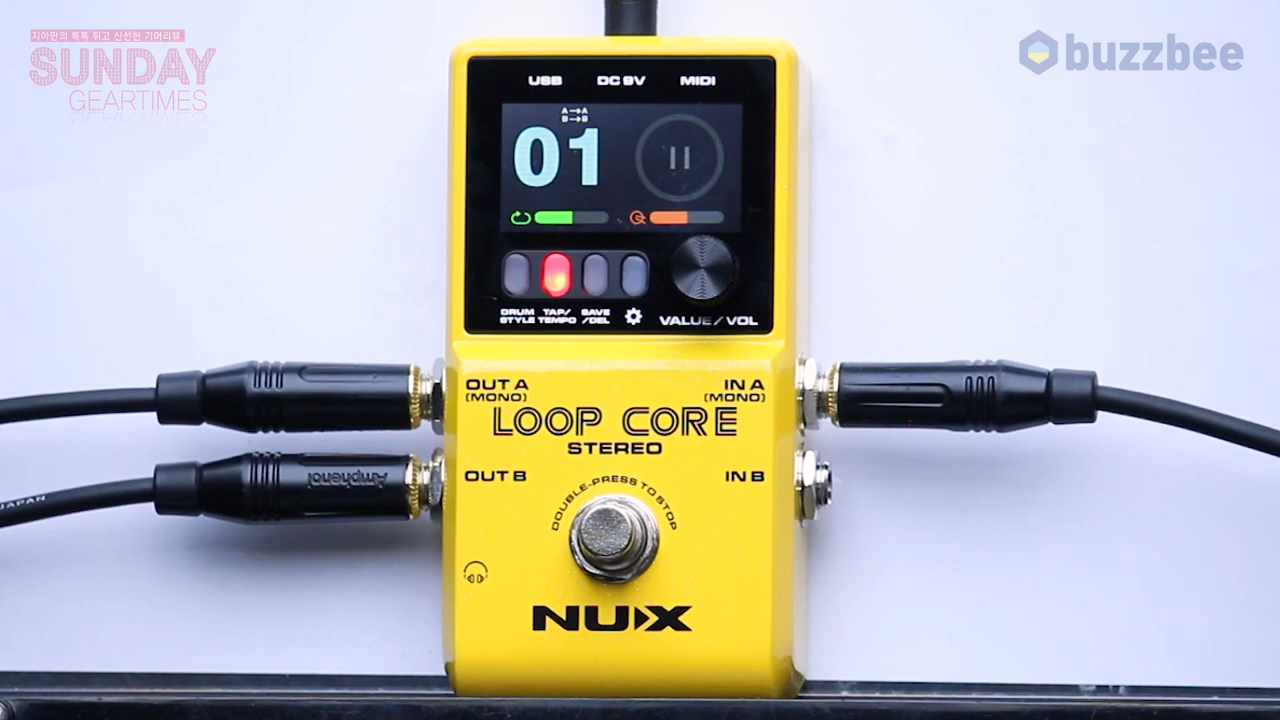 지아만의 톡톡 튀고 신선한 기어리뷰
SUNDAY
GEARTIMES
buzzbee
USB DC 9V MIDI
A→A
B→B
01
DRUM STYLE
TAP/ TEMPO
SAVE /DEL
VALUE/VOL
OUT A
(MONO)
IN A
(MONO)
LOOP CORE
STEREO
OUT B
IN B
DOUBLE-PRESS TO STOP
NUX
Amphenol
JAPAN